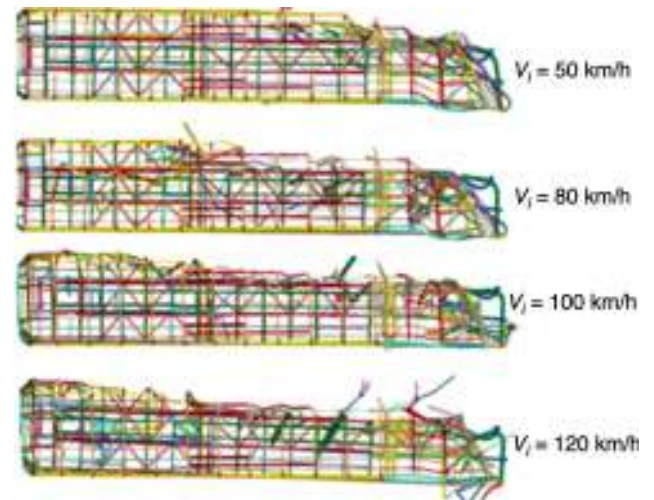 V_i = 50 km/h
V_i = 80 km/h
V_i = 100 km/h
V_i = 120 km/h